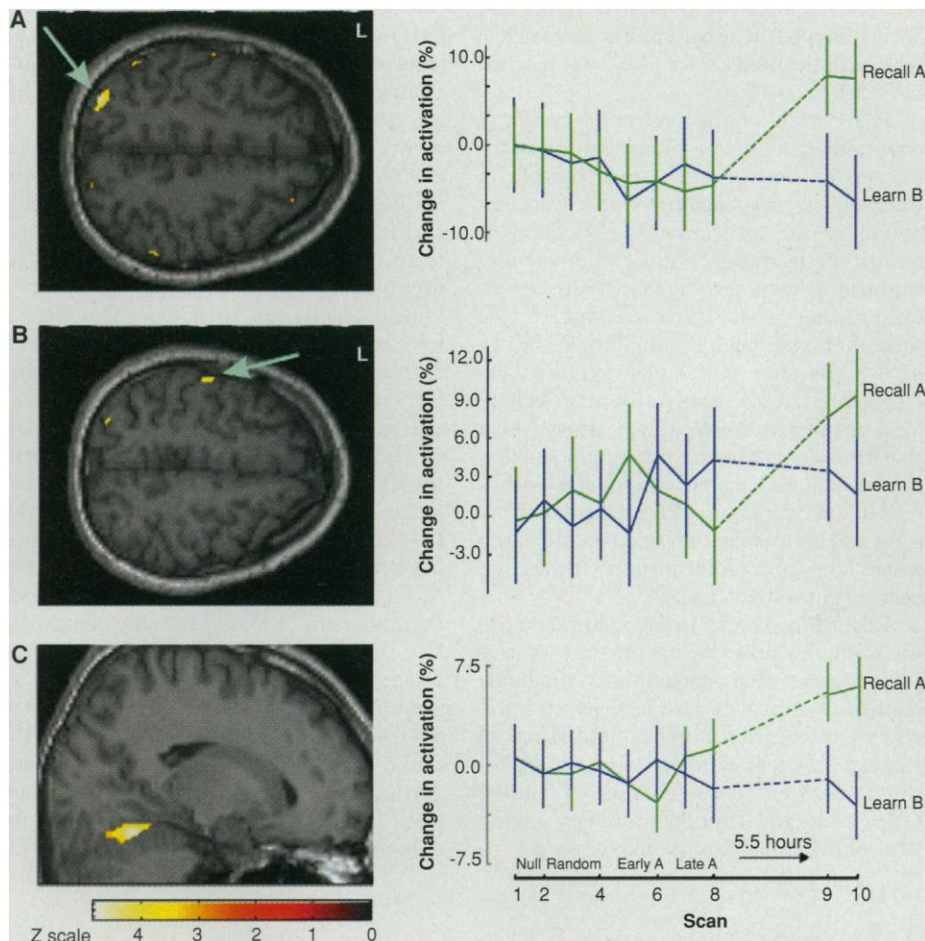 A
L
Change in activation (%)
10.0
0.0
-10.0
Recall A
Learn B
B
L
Change in activation (%)
12.0
9.0
6.0
3.0
0.0
-3.0
Recall A
Learn B
C
Change in activation (%)
7.5
0.0
-7.5
Recall A
Learn B
5.5 hours
Null Random Early A Late A
1 2 4 6 8 9 10
Scan
Z scale 4 3 2 1 0